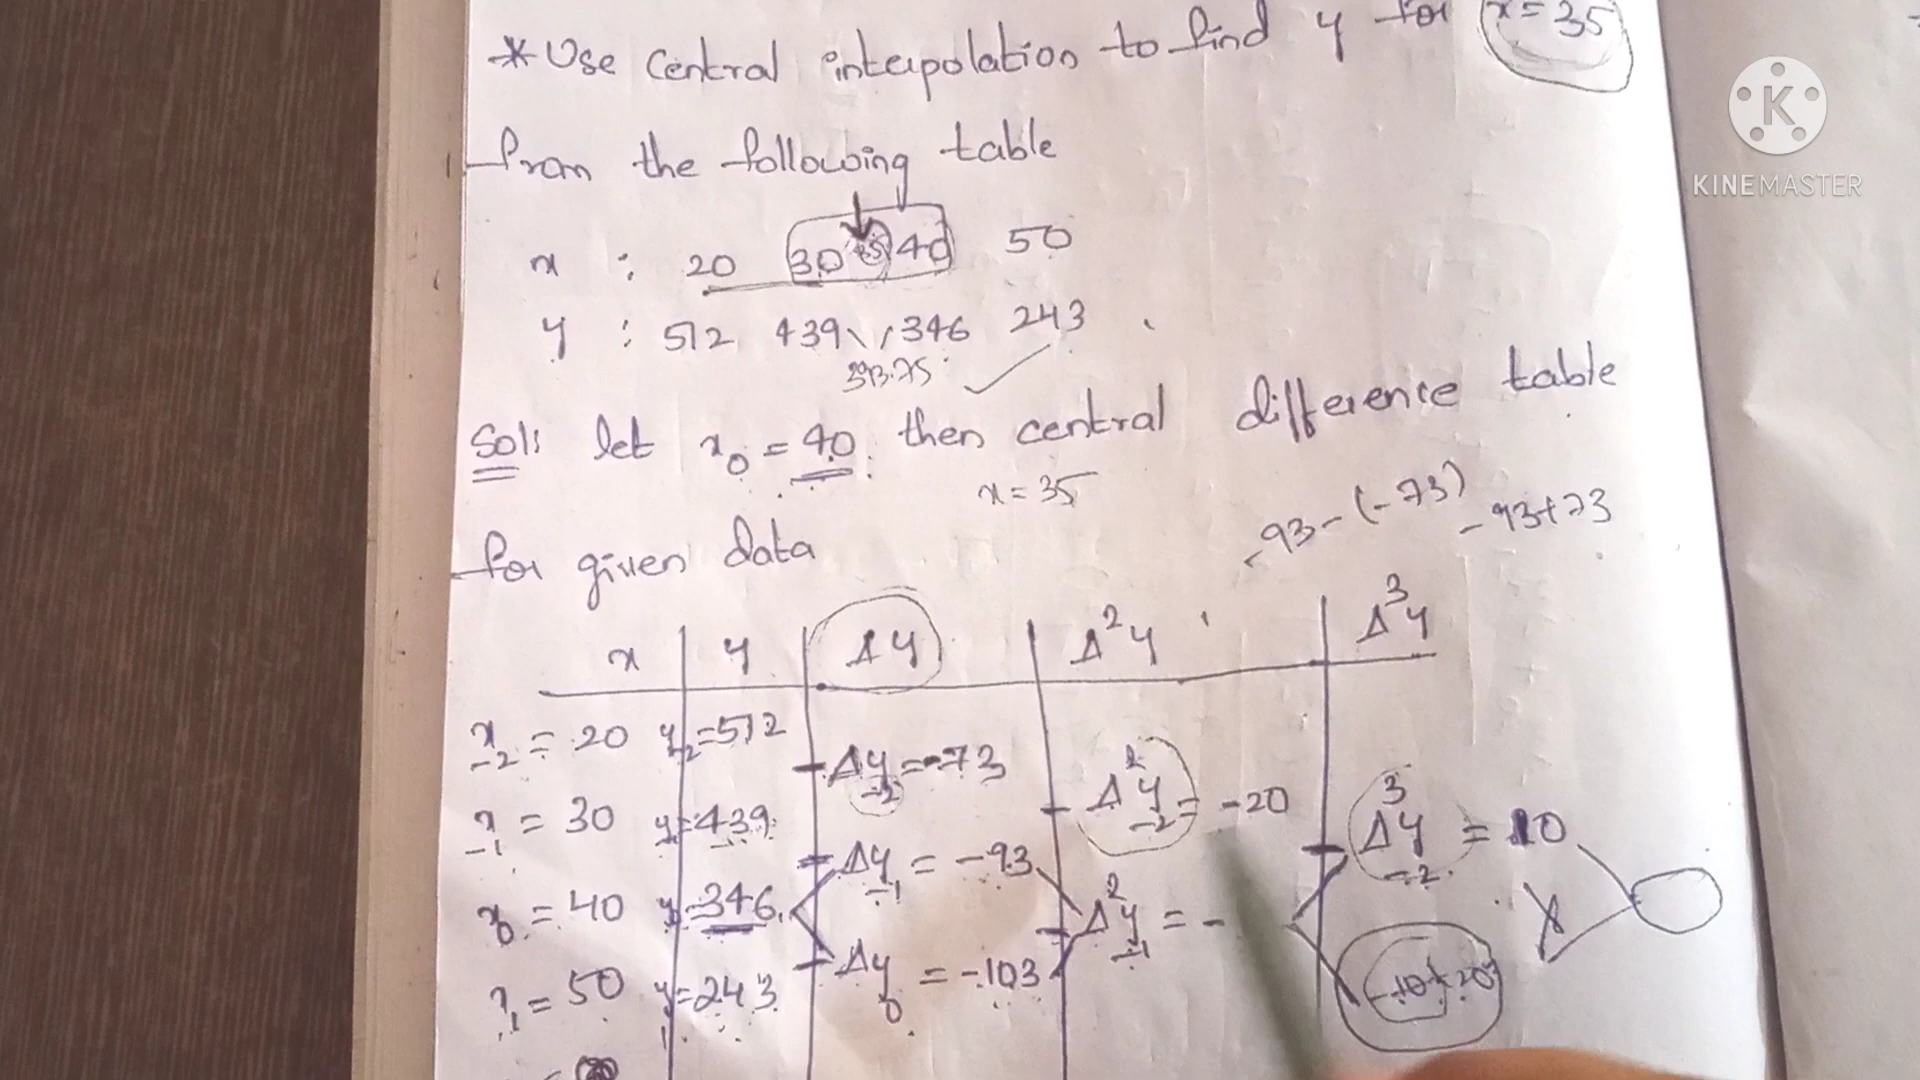 * Use Central interpolation to find y for x = 35
from the following table
x : 20 30 35 40 50
y : 512 439 346 243
393.75
Sol: let x₀ = 40. then central difference table
x = 35
for given data
-93-(-73) -93+73
x y Δy Δ²y Δ³y
x₋₂ = 20 y₋₂=512
Δy₋₂ = -73
Δ²y₋₂ = -20
x₋₁ = 30 y₋₁=439
Δ³y₋₂ = 10
Δy₋₁ = -93
x₀ = 40 y₀=346
Δ²y₋₁ = -
Δy₀ = -103
-10+20
x₁ = 50 y₁=243
K
KINEMASTER